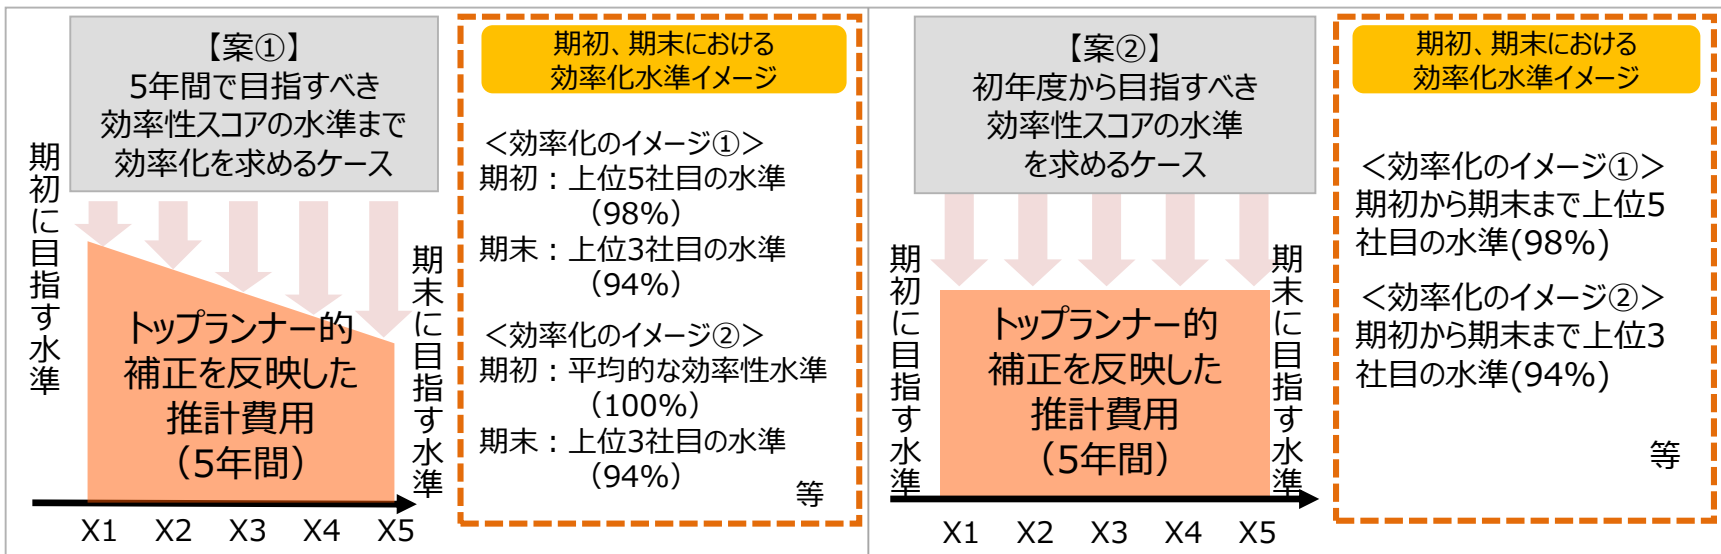 【案①】
5年間で目指すべき
効率性スコアの水準まで
効率化を求めるケース
期初に目指す水準
トップランナー的
補正を反映した
推計費用
（5年間）
期末に目指す水準
X1 X2 X3 X4 X5
期初、期末における
効率化水準イメージ
＜効率化のイメージ①＞
期初：上位5社目の水準
（98%）
期末：上位3社目の水準
（94%）
＜効率化のイメージ②＞
期初：平均的な効率性水準
（100%）
期末：上位3社目の水準
（94%）
等
【案②】
初年度から目指すべき
効率性スコアの水準
を求めるケース
期初に目指す水準
トップランナー的
補正を反映した
推計費用
（5年間）
期末に目指す水準
X1 X2 X3 X4 X5
期初、期末における
効率化水準イメージ
＜効率化のイメージ①＞
期初から期末まで上位5
社目の水準(98%)
＜効率化のイメージ②＞
期初から期末まで上位3
社目の水準(94%)
等